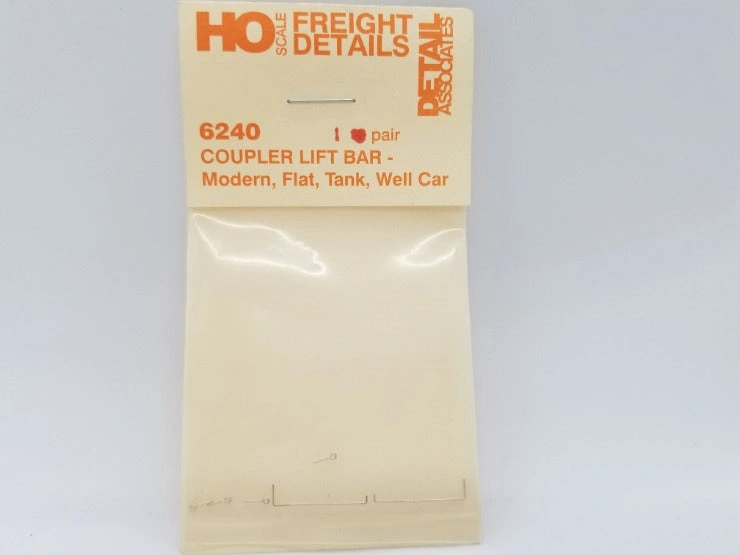 HO SCALE FREIGHT DETAILS
DETAIL ASSOCIATES
6240 1 pair
COUPLER LIFT BAR -
Modern, Flat, Tank, Well Car